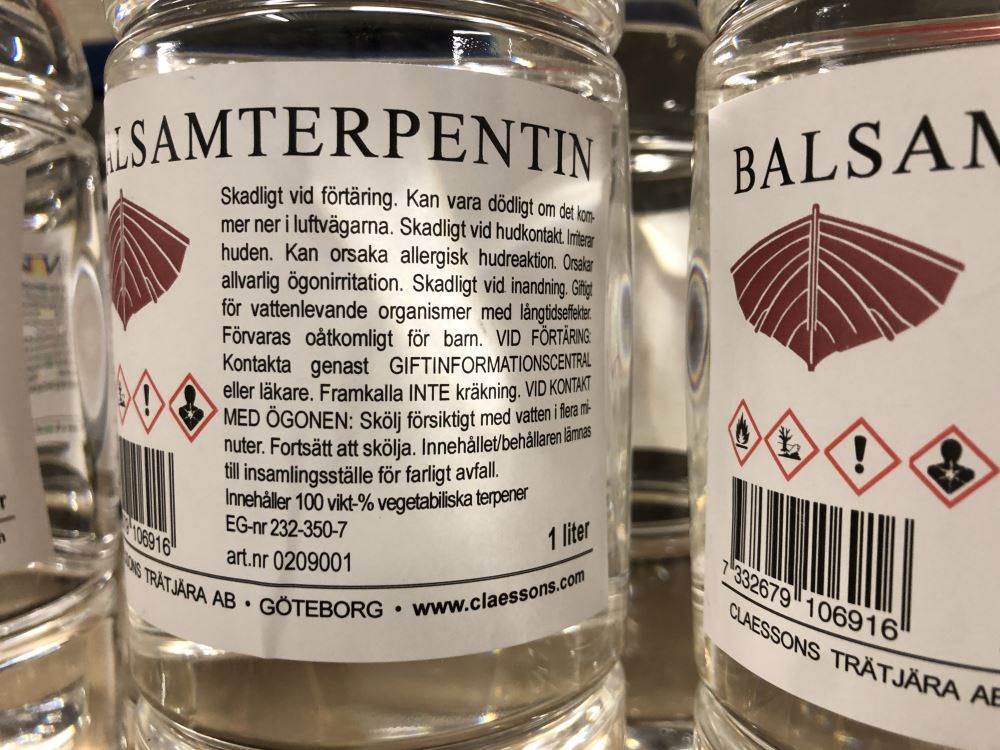 ALSAMTERPENTIN
Skadligt vid förtäring. Kan vara dödligt om det kom-
mer ner i luftvägarna. Skadligt vid hudkontakt. Irriterar
huden. Kan orsaka allergisk hudreaktion. Orsakar
allvarlig ögonirritation. Skadligt vid inandning. Giftigt
för vattenlevande organismer med långtidseffekter.
Förvaras oåtkomligt för barn. VID FÖRTÄRING:
Kontakta genast GIFTINFORMATIONSCENTRAL
eller läkare. Framkalla INTE kräkning. VID KONTAKT
MED ÖGONEN: Skölj försiktigt med vatten i flera mi-
nuter. Fortsätt att skölja. Innehållet/behållaren lämnas
till insamlingsställe för farligt avfall.
Innehåller 100 vikt-% vegetabiliska terpener
EG-nr 232-350-7
art.nr 0209001
1 liter
106916
ONS TRÄTJÄRA AB • GÖTEBORG • www.claessons.com
BALSAM
7 332679 106916
CLAESSONS TRÄTJÄRA AB